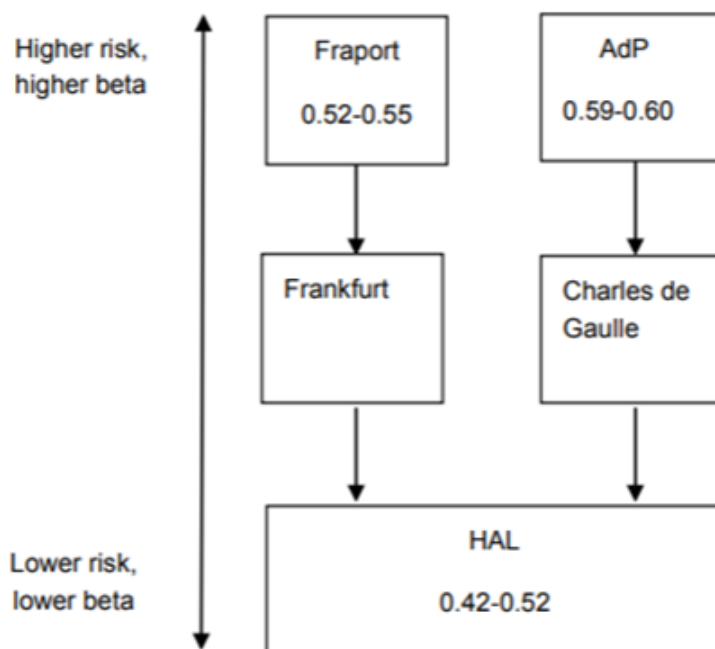 Higher risk,
higher beta
Fraport
0.52-0.55
AdP
0.59-0.60
Frankfurt
Charles de
Gaulle
Lower risk,
lower beta
HAL
0.42-0.52